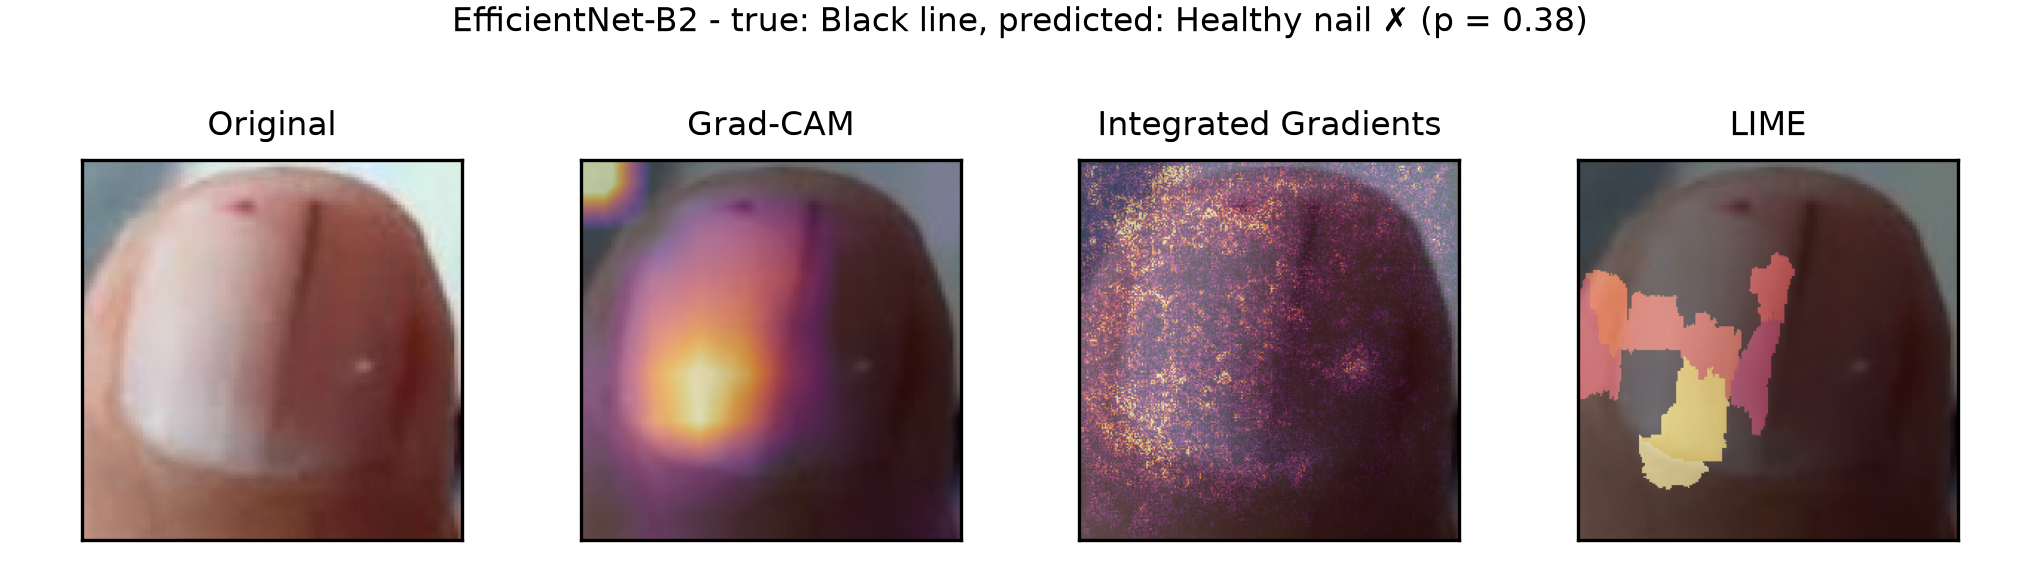 EfficientNet-B2 - true: Black line, predicted: Healthy nail ✗ (p = 0.38)
Original
Grad-CAM
Integrated Gradients
LIME